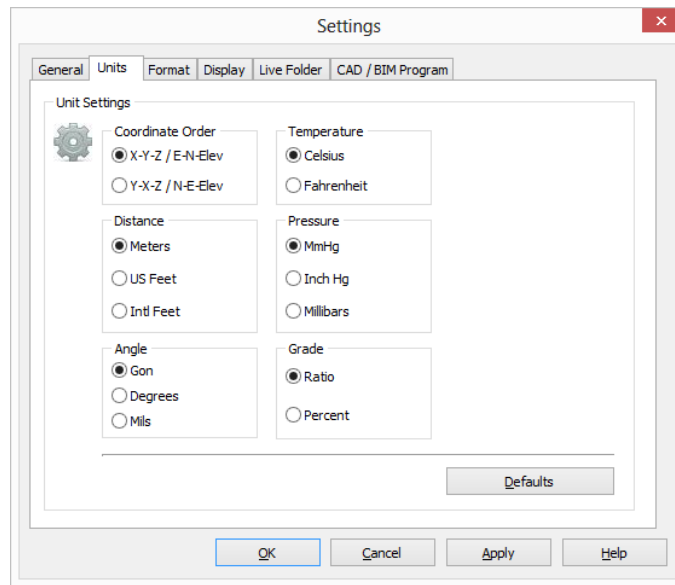 Settings
General Units Format Display Live Folder CAD / BIM Program
Unit Settings
Coordinate Order
X-Y-Z / E-N-Elev
Y-X-Z / N-E-Elev
Temperature
Celsius
Fahrenheit
Distance
Meters
US Feet
Intl Feet
Pressure
MmHg
Inch Hg
Millibars
Angle
Gon
Degrees
Mils
Grade
Ratio
Percent
Defaults
OK Cancel Apply Help